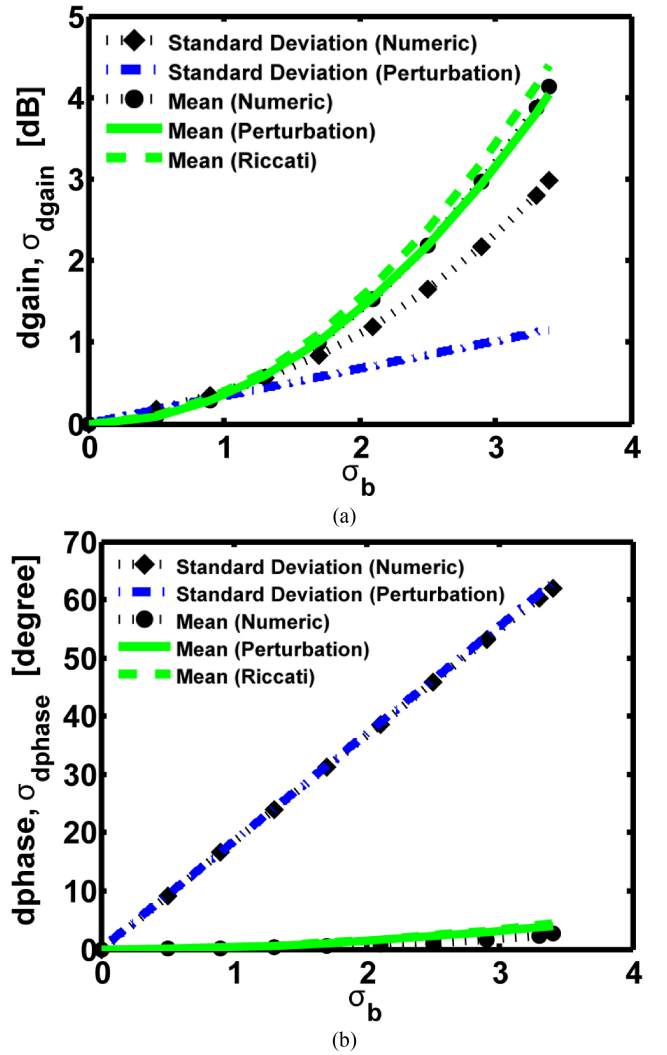 5
4
3
2
1
0
0 1 2 3 4
dgain, σdgain [dB]
Standard Deviation (Numeric)
Standard Deviation (Perturbation)
Mean (Numeric)
Mean (Perturbation)
Mean (Riccati)
σb
(a)
70
60
50
40
30
20
10
0
0 1 2 3 4
dphase, σdphase [degree]
Standard Deviation (Numeric)
Standard Deviation (Perturbation)
Mean (Numeric)
Mean (Perturbation)
Mean (Riccati)
σb
(b)